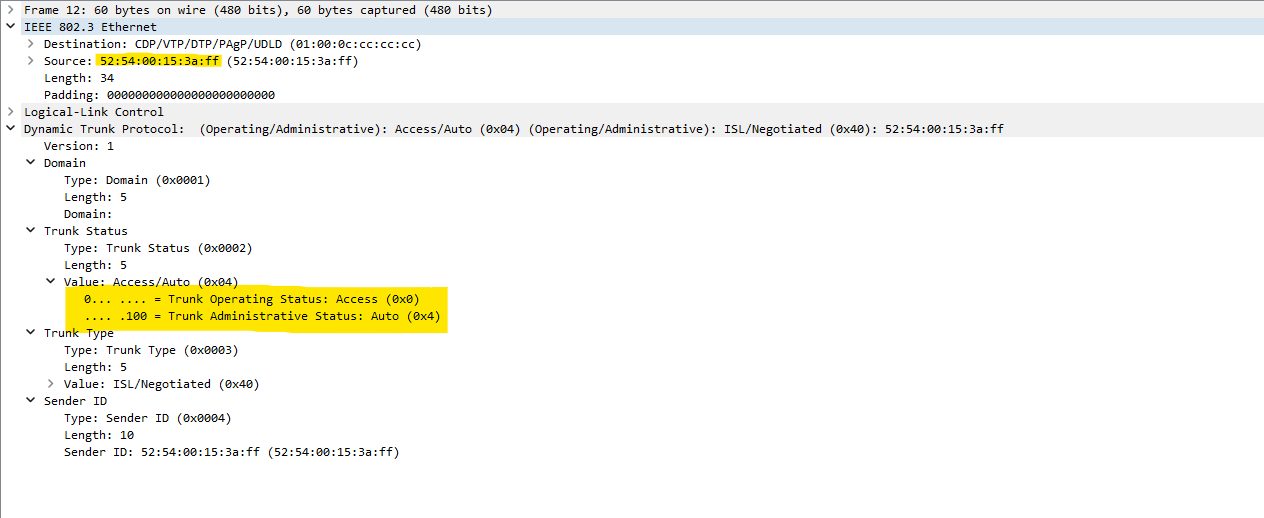 Frame 12: 60 bytes on wire (480 bits), 60 bytes captured (480 bits)
IEEE 802.3 Ethernet
Destination: CDP/VTP/DTP/PAgP/UDLD (01:00:0c:cc:cc:cc)
Source: 52:54:00:15:3a:ff (52:54:00:15:3a:ff)
Length: 34
Padding: 000000000000000000000000
Logical-Link Control
Dynamic Trunk Protocol:  (Operating/Administrative): Access/Auto (0x04) (Operating/Administrative): ISL/Negotiated (0x40): 52:54:00:15:3a:ff
Version: 1
Domain
Type: Domain (0x0001)
Length: 5
Domain:
Trunk Status
Type: Trunk Status (0x0002)
Length: 5
Value: Access/Auto (0x04)
0... .... = Trunk Operating Status: Access (0x0)
.... .100 = Trunk Administrative Status: Auto (0x4)
Trunk Type
Type: Trunk Type (0x0003)
Length: 5
Value: ISL/Negotiated (0x40)
Sender ID
Type: Sender ID (0x0004)
Length: 10
Sender ID: 52:54:00:15:3a:ff (52:54:00:15:3a:ff)